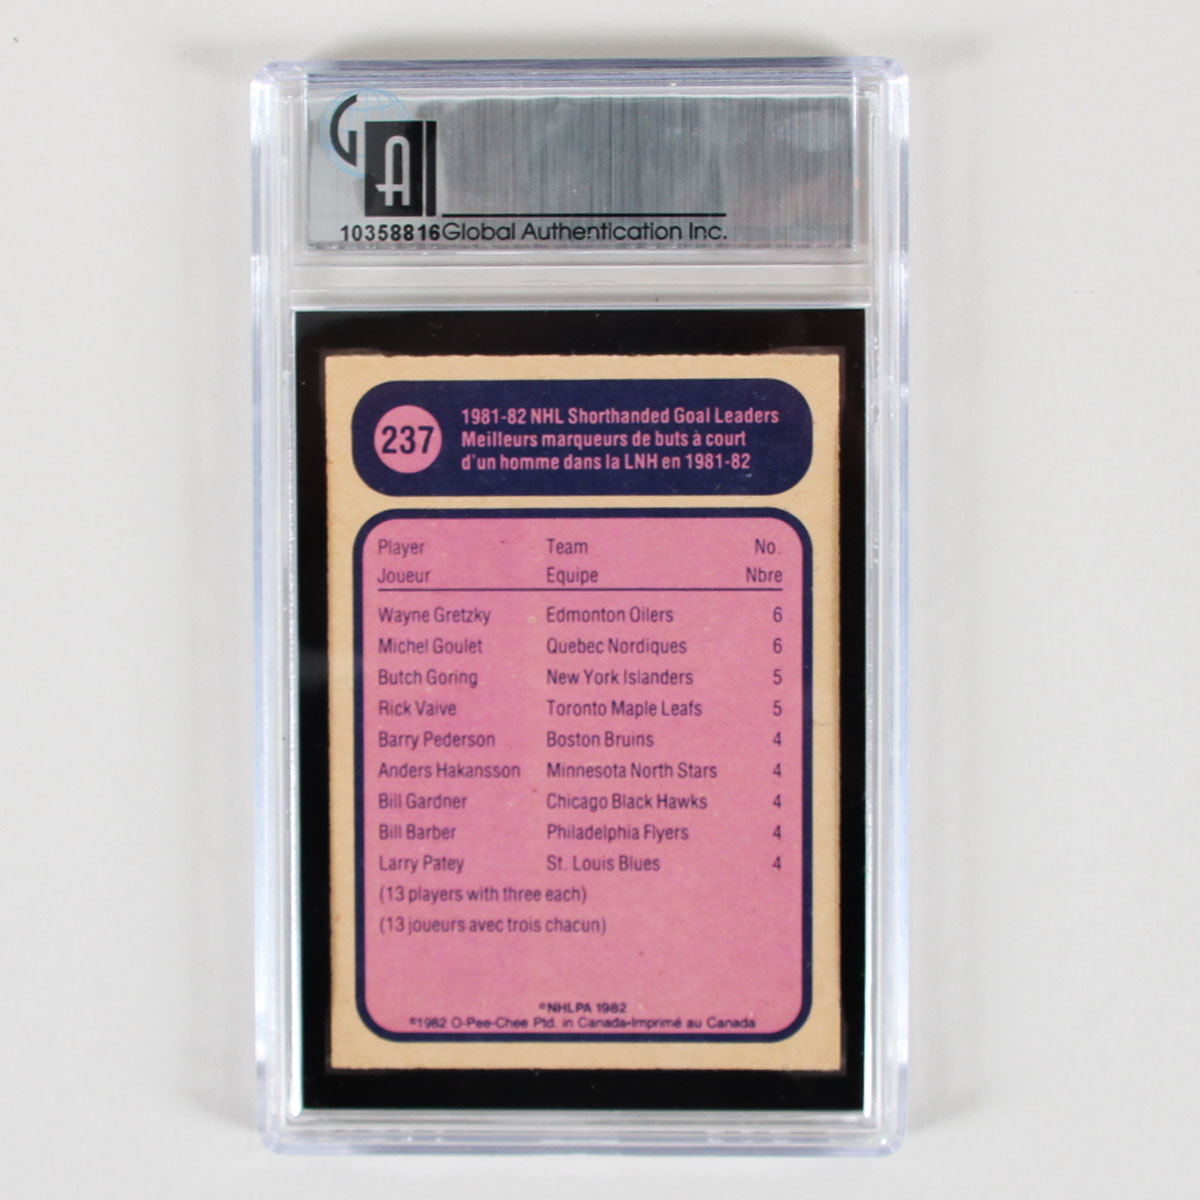 GA
10358816 Global Authentication Inc.
237
1981-82 NHL Shorthanded Goal Leaders
Meilleurs marqueurs de buts à court
d'un homme dans la LNH en 1981-82
Player Team No.
Joueur Equipe Nbre
Wayne Gretzky Edmonton Oilers 6
Michel Goulet Quebec Nordiques 6
Butch Goring New York Islanders 5
Rick Vaive Toronto Maple Leafs 5
Barry Pederson Boston Bruins 4
Anders Hakansson Minnesota North Stars 4
Bill Gardner Chicago Black Hawks 4
Bill Barber Philadelphia Flyers 4
Larry Patey St. Louis Blues 4
(13 players with three each)
(13 joueurs avec trois chacun)
©NHLPA 1982
©1982 O-Pee-Chee Ptd. in Canada-Imprimé au Canada